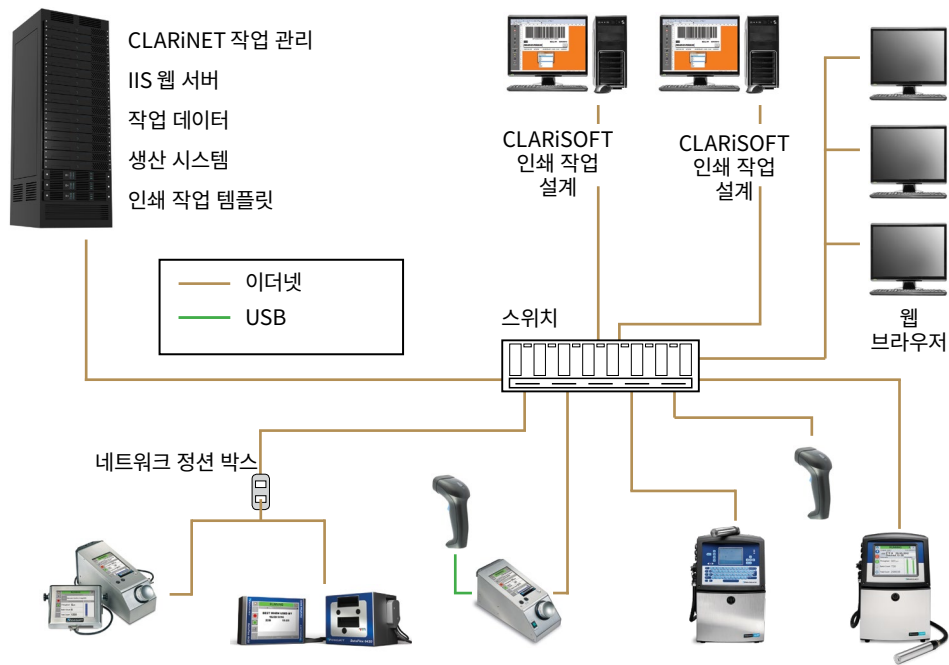 CLARiNET 작업 관리
IIS 웹 서버
작업 데이터
생산 시스템
인쇄 작업 템플릿
CLARiSOFT
인쇄 작업
설계
CLARiSOFT
인쇄 작업
설계
이더넷
USB
스위치
웹
브라우저
네트워크 정션 박스